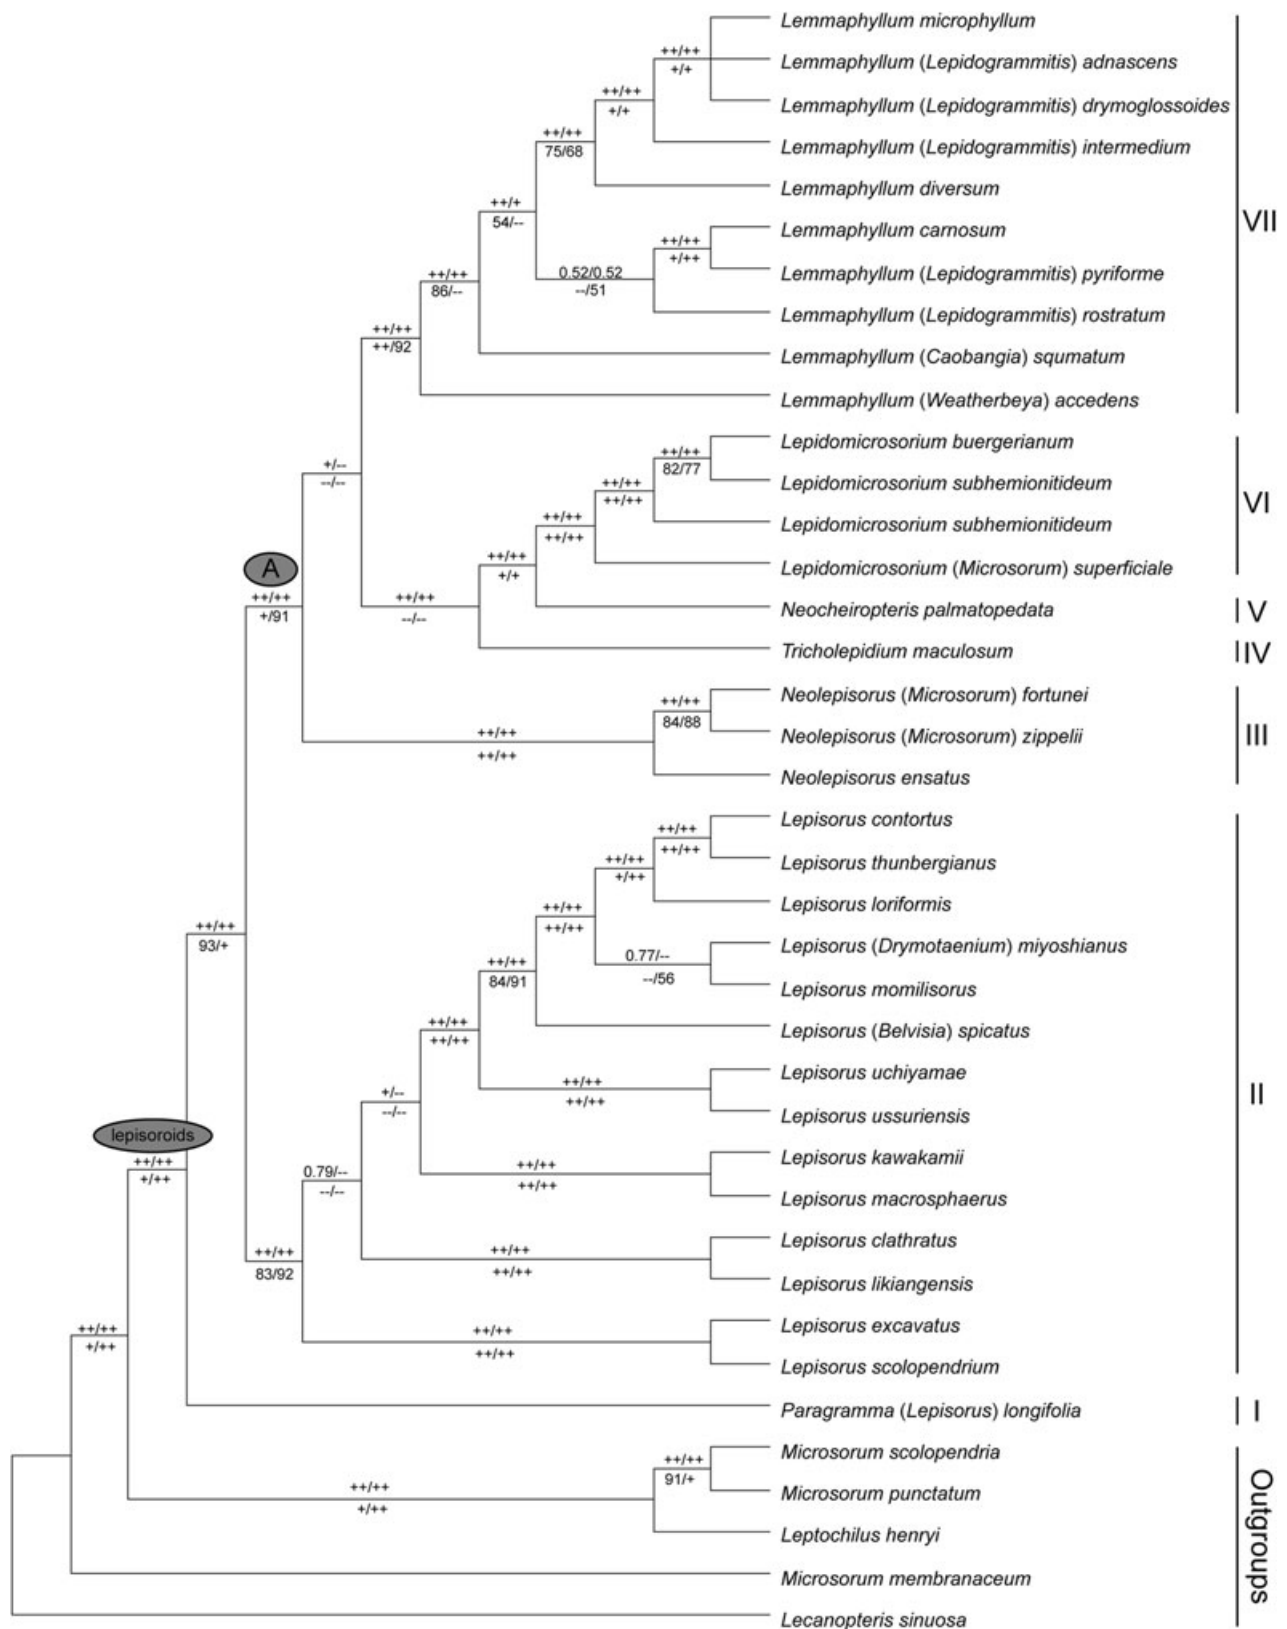 Lemmaphyllum microphyllum
++/++
+/+
Lemmaphyllum (Lepidogrammitis) adnascens
++/++
+/+
Lemmaphyllum (Lepidogrammitis) drymoglossoides
++/++
75/68
Lemmaphyllum (Lepidogrammitis) intermedium
Lemmaphyllum diversum
++/+
54/--
VII
Lemmaphyllum carnosum
++/++
+/++
0.52/0.52
--/51
Lemmaphyllum (Lepidogrammitis) pyriforme
++/++
86/--
Lemmaphyllum (Lepidogrammitis) rostratum
++/++
++/92
Lemmaphyllum (Caobangia) squmatum
Lemmaphyllum (Weatherbeya) accedens
Lepidomicrosorium buergerianum
++/++
82/77
+/--
--/--
Lepidomicrosorium subhemionitideum
++/++
++/++
VI
Lepidomicrosorium subhemionitideum
++/++
++/++
Lepidomicrosorium (Microsorum) superficiale
++/++
+/+
A
++/++
+/91
++/++
--/--
Neocheiropteris palmatopedata
V
Tricholepidium maculosum
IV
Neolepisorus (Microsorum) fortunei
++/++
84/88
Neolepisorus (Microsorum) zippelii
III
++/++
++/++
Neolepisorus ensatus
Lepisorus contortus
++/++
++/++
Lepisorus thunbergianus
++/++
+/++
Lepisorus loriformis
++/++
++/++
++/++
93/+
Lepisorus (Drymotaenium) miyoshianus
0.77/--
--/56
++/++
84/91
Lepisorus momilisorus
Lepisorus (Belvisia) spicatus
++/++
++/++
Lepisorus uchiyamae
++/++
++/++
II
+/--
--/--
Lepisorus ussuriensis
lepisoroids
++/++
+/++
Lepisorus kawakamii
++/++
++/++
0.79/--
--/--
Lepisorus macrosphaerus
Lepisorus clathratus
++/++
++/++
++/++
83/92
Lepisorus likiangensis
Lepisorus excavatus
++/++
++/++
++/++
+/++
Lepisorus scolopendrium
Paragramma (Lepisorus) longifolia
I
Microsorum scolopendria
++/++
91/+
Microsorum punctatum
++/++
+/++
Leptochilus henryi
Outgroups
Microsorum membranaceum
Lecanopteris sinuosa